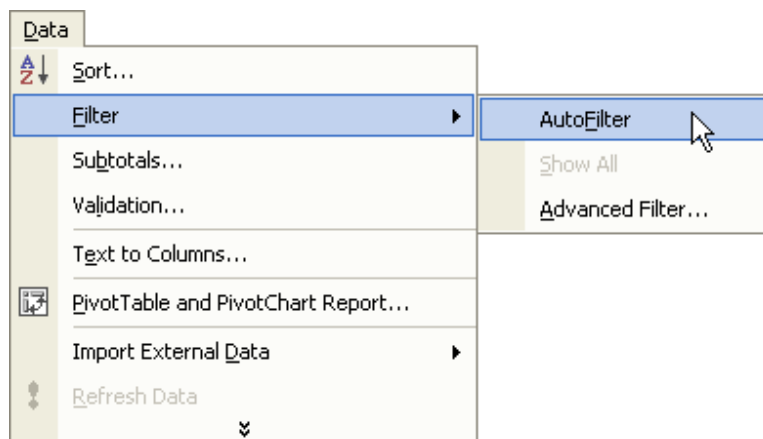 Data
Sort...
Filter
AutoFilter
Show All
Advanced Filter...
Subtotals...
Validation...
Text to Columns...
PivotTable and PivotChart Report...
Import External Data
Refresh Data